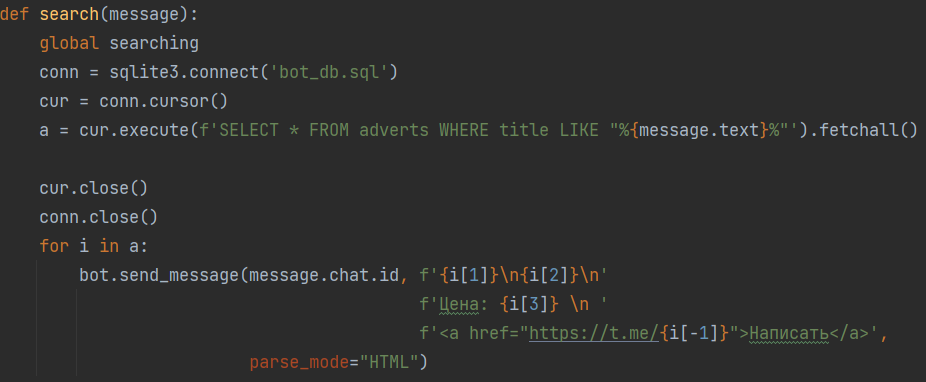 def search(message):
global searching
conn = sqlite3.connect('bot_db.sql')
cur = conn.cursor()
a = cur.execute(f'SELECT * FROM adverts WHERE title LIKE "%{message.text}%"').fetchall()
cur.close()
conn.close()
for i in a:
bot.send_message(message.chat.id, f'{i[1]}\n{i[2]}\n'
f'Цена: {i[3]} \n '
f'<a href="https://t.me/{i[-1]}">Написать</a>',
parse_mode="HTML")